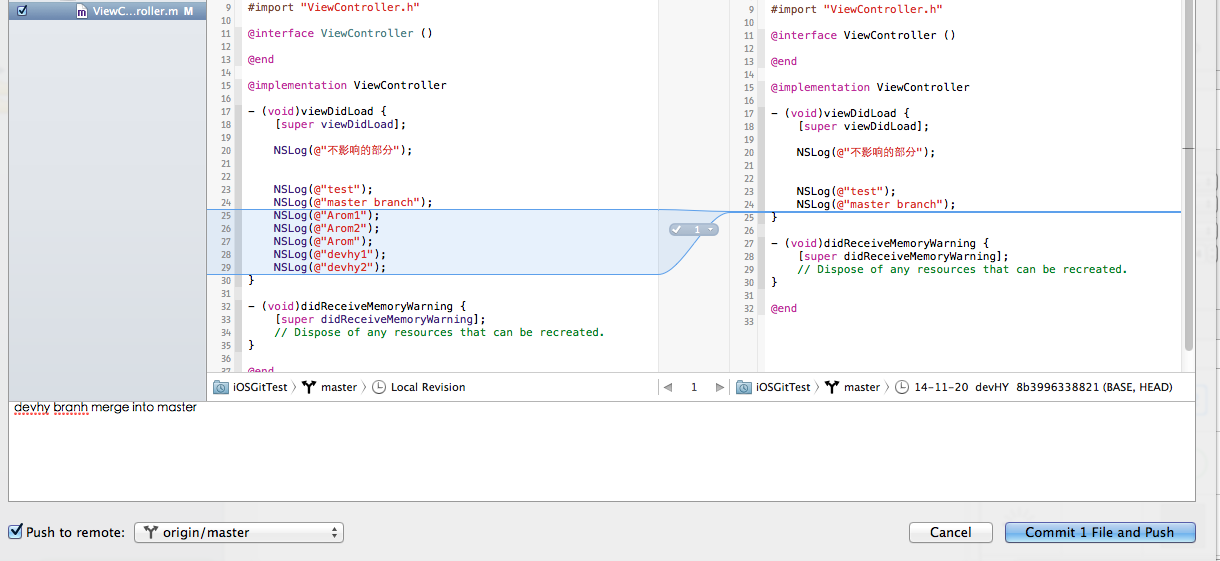 ViewC...roller.m M
9 #import "ViewController.h"
10
11 @interface ViewController ()
12
13 @end
14
15 @implementation ViewController
16
17 - (void)viewDidLoad {
18 [super viewDidLoad];
19
20 NSLog(@"不影响的部分");
21
22
23 NSLog(@"test");
24 NSLog(@"master branch");
25 NSLog(@"Arom1");
26 NSLog(@"Arom2");
27 NSLog(@"Arom");
28 NSLog(@"devhy1");
29 NSLog(@"devhy2");
30 }
31
32 - (void)didReceiveMemoryWarning {
33 [super didReceiveMemoryWarning];
34 // Dispose of any resources that can be recreated.
35 }
36
37 @end
1
9 #import "ViewController.h"
10
11 @interface ViewController ()
12
13 @end
14
15 @implementation ViewController
16
17 - (void)viewDidLoad {
18 [super viewDidLoad];
19
20 NSLog(@"不影响的部分");
21
22
23 NSLog(@"test");
24 NSLog(@"master branch");
25 }
26
27 - (void)didReceiveMemoryWarning {
28 [super didReceiveMemoryWarning];
29 // Dispose of any resources that can be recreated.
30 }
31
32 @end
33
iOSGitTest master Local Revision
1
iOSGitTest master 14-11-20 devHY 8b3996338821 (BASE, HEAD)
devhy branh merge into master
Push to remote: origin/master
Cancel
Commit 1 File and Push